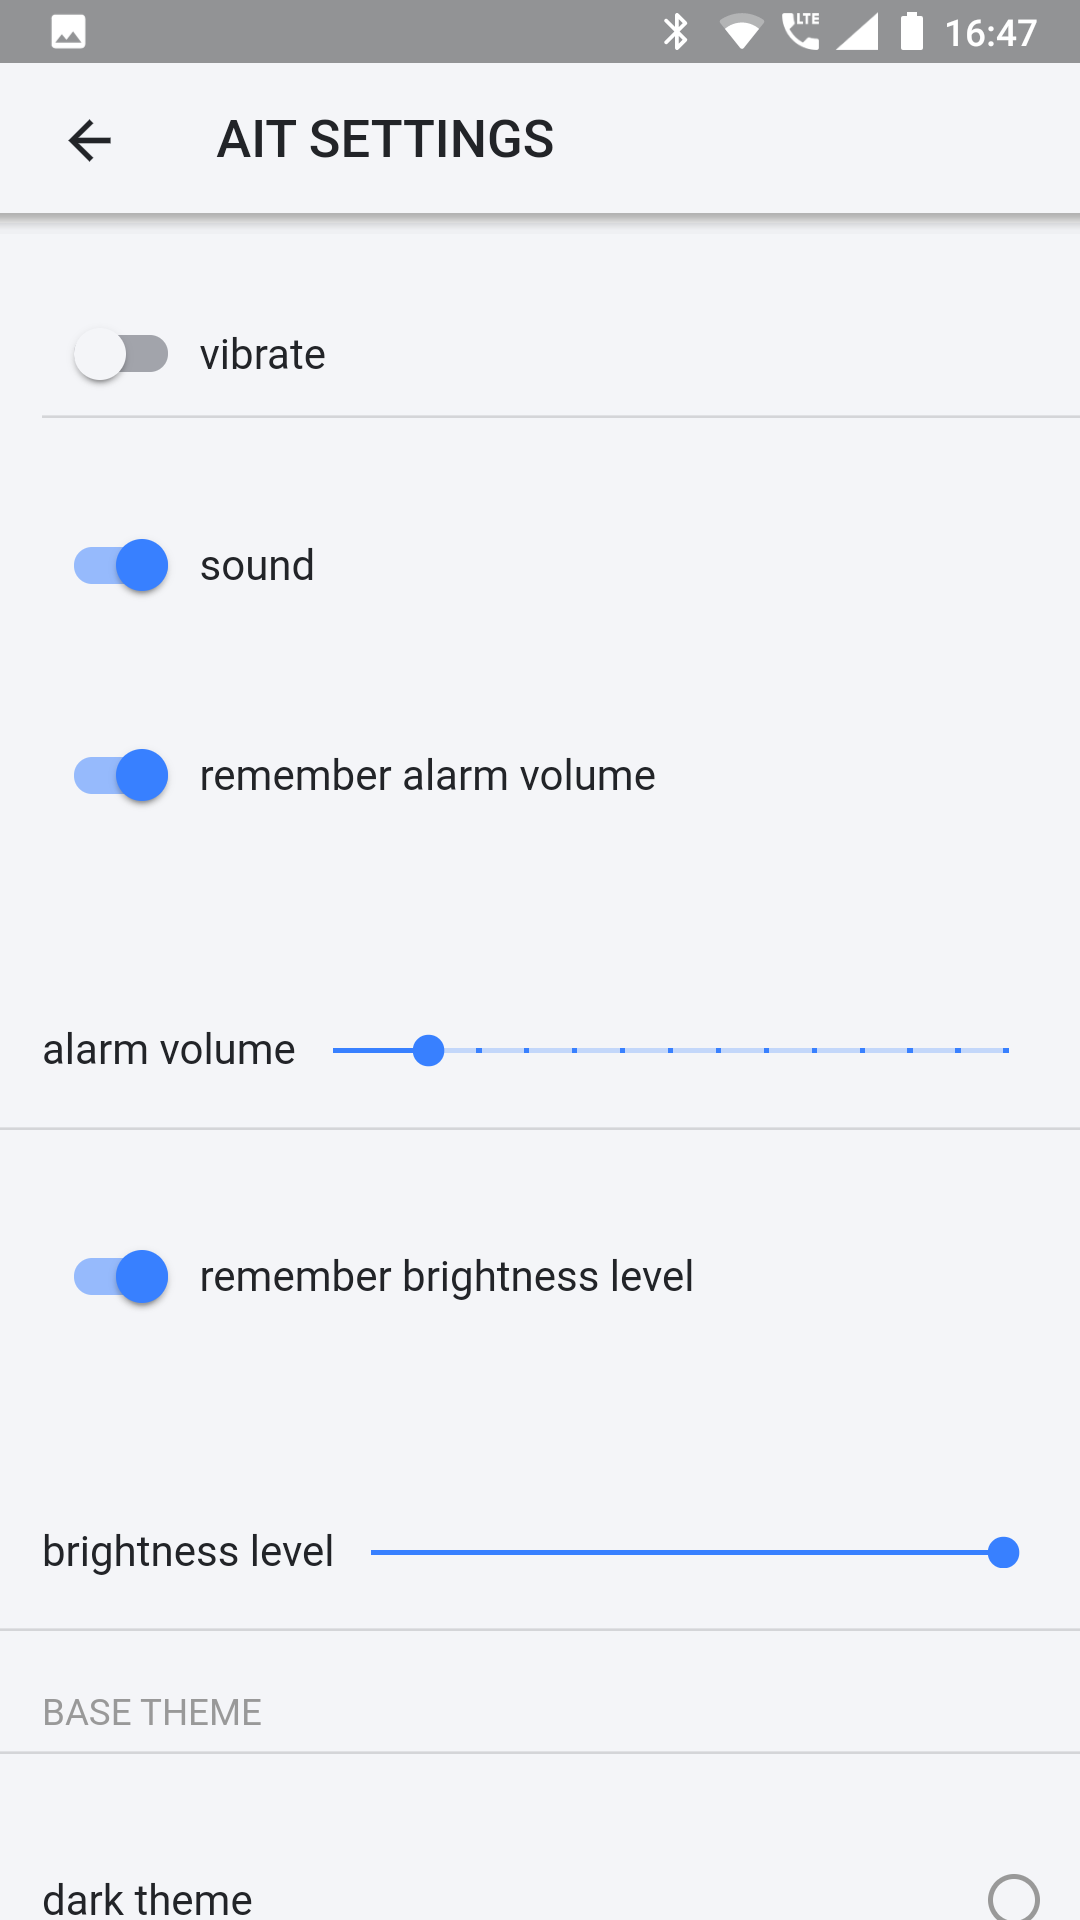 LTE 16:47
AIT SETTINGS
vibrate
sound
remember alarm volume
alarm volume
remember brightness level
brightness level
BASE THEME
dark theme